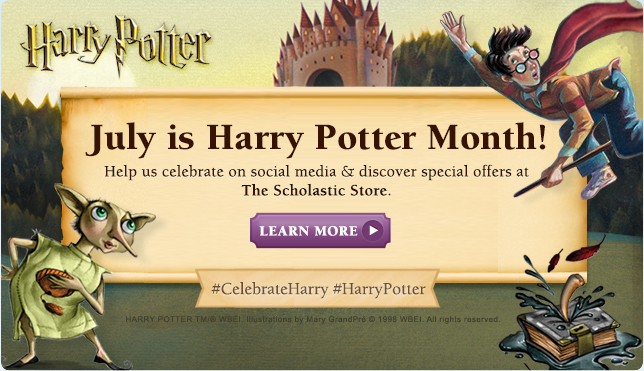 Harry Potter
July is Harry Potter Month!
Help us celebrate on social media & discover special offers at
The Scholastic Store.
LEARN MORE
#CelebrateHarry #HarryPotter
HARRY POTTER TM/© WBEI. Illustrations by Mary GrandPré © 1998 WBEI. All rights reserved.